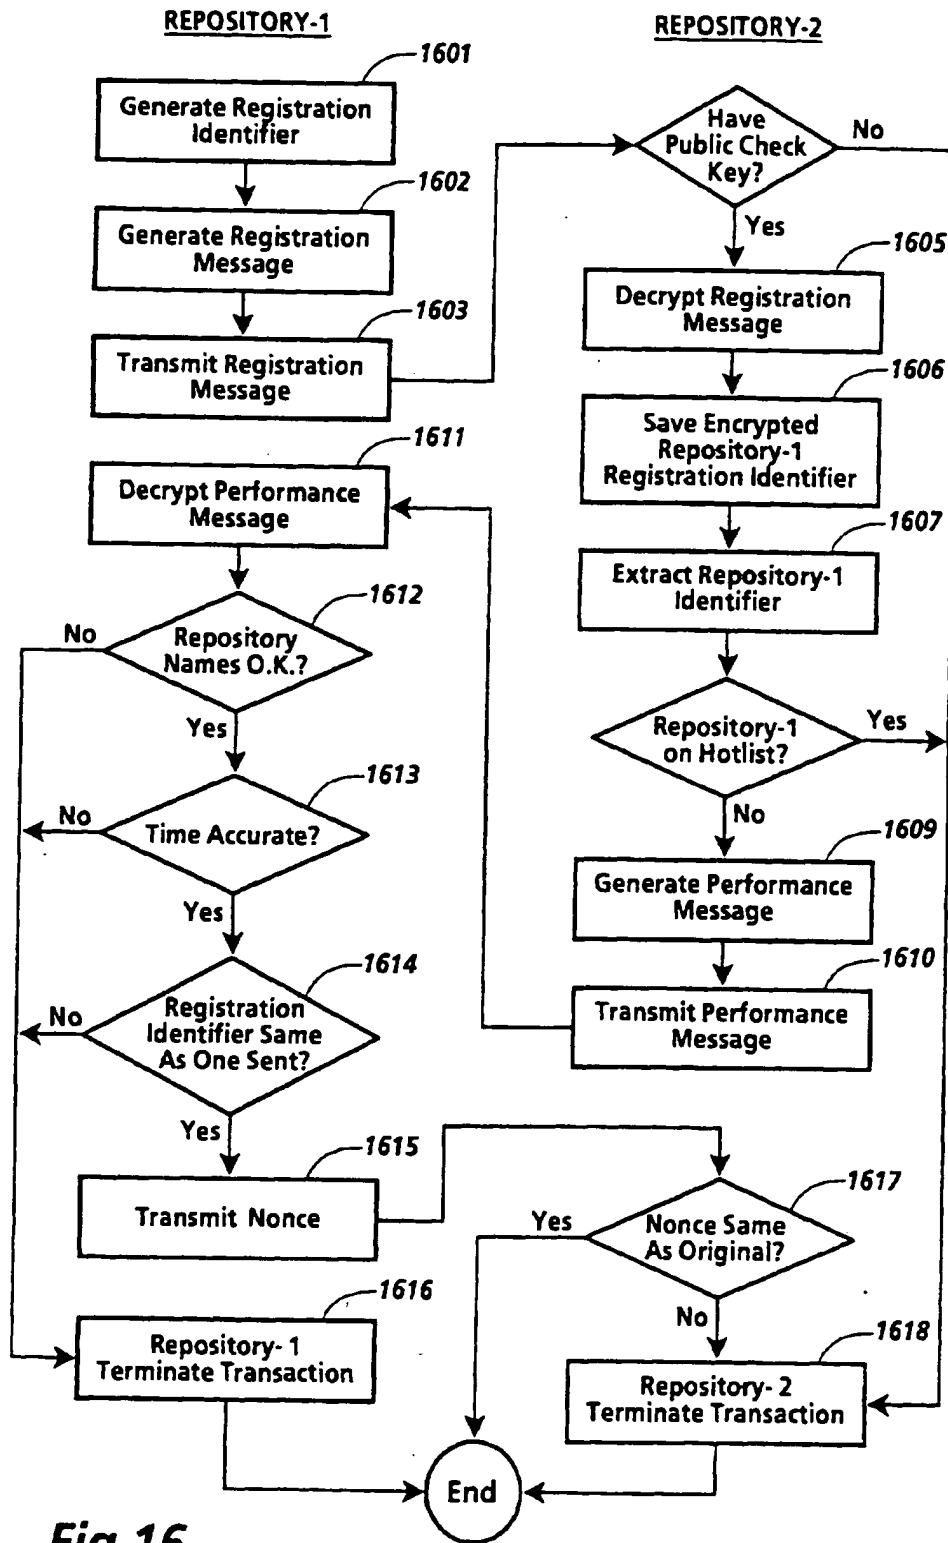 REPOSITORY-1
1601
Generate Registration
Identifier
1602
Generate Registration
Message
1603
Transmit Registration
Message
1611
Decrypt Performance
Message
1612
Repository
Names O.K.?
No
Yes
1613
Time Accurate?
No
Yes
1614
Registration
Identifier Same
As One Sent?
No
Yes
1615
Transmit Nonce
1616
Repository- 1
Terminate Transaction
REPOSITORY-2
Have
Public Check
Key?
No
Yes
1605
Decrypt Registration
Message
1606
Save Encrypted
Repository-1
Registration Identifier
1607
Extract Repository-1
Identifier
Repository-1
on Hotlist?
Yes
No
1609
Generate Performance
Message
1610
Transmit Performance
Message
1617
Nonce Same
As Original?
Yes
No
1618
Repository- 2
Terminate Transaction
End
Fig.16